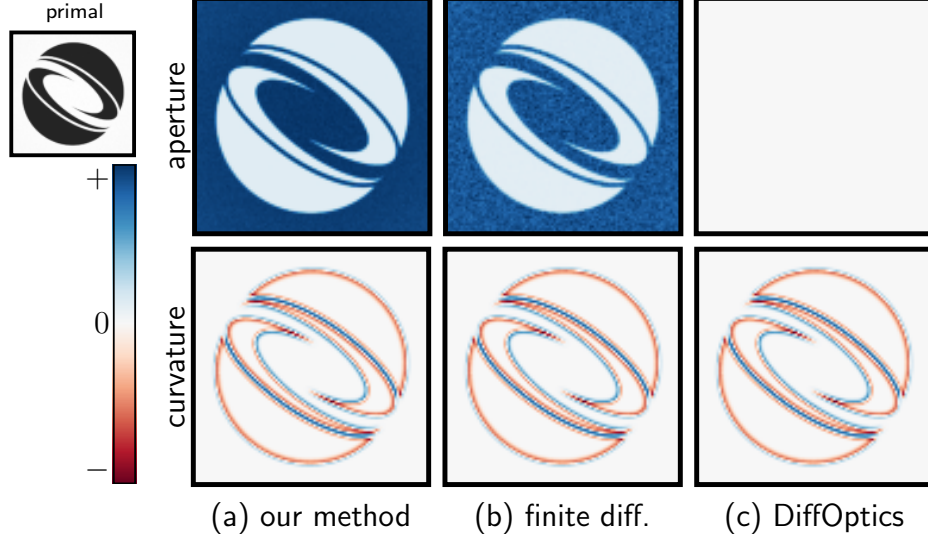 primal
+
0
−
aperture
curvature
(a) our method
(b) finite diff.
(c) DiffOptics